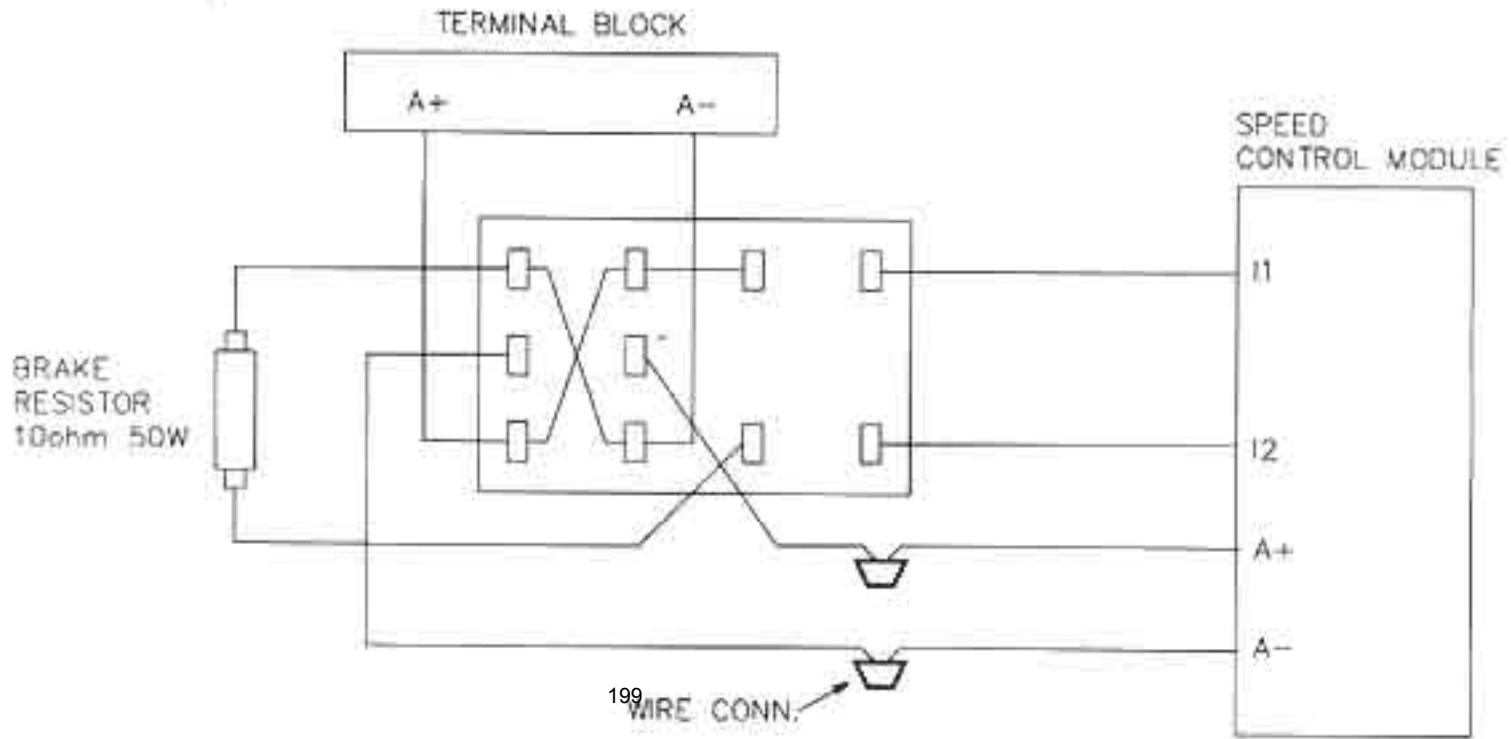 TERMINAL BLOCK
A+ A-
SPEED
CONTROL MODULE
I1
BRAKE
RESISTOR
10ohm 50W
I2
A+
A-
199
WIRE CONN.